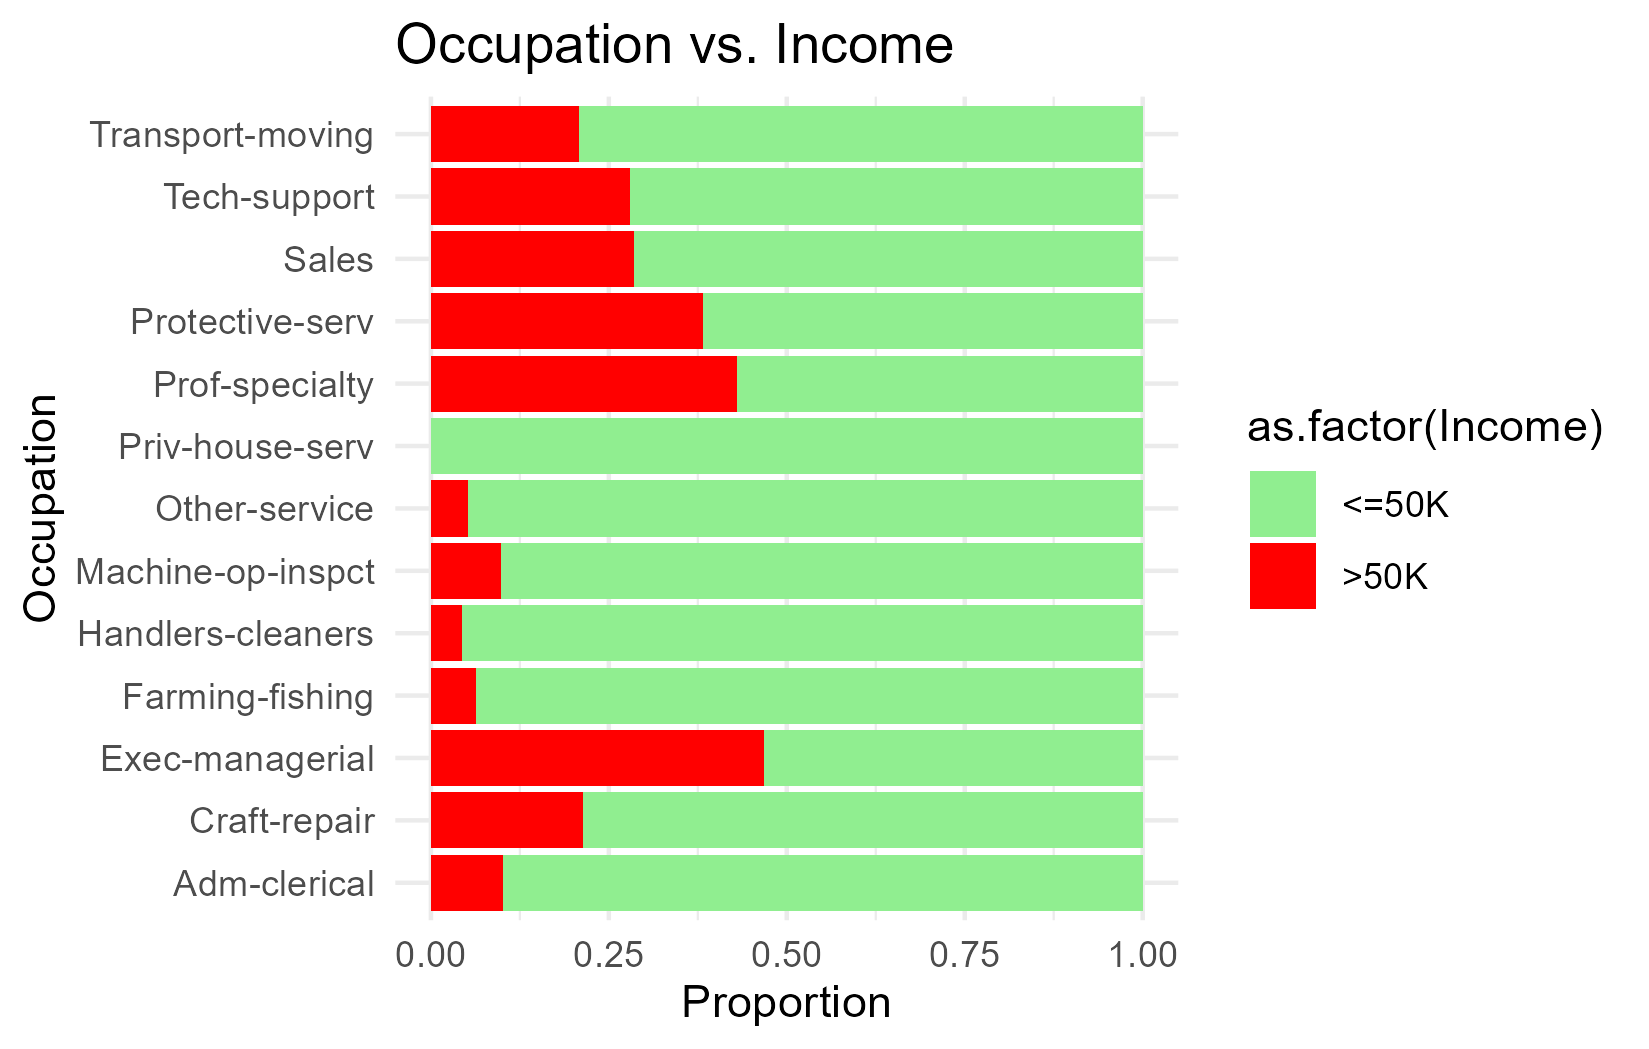 Occupation vs. Income
Occupation
Transport-moving
Tech-support
Sales
Protective-serv
Prof-specialty
Priv-house-serv
Other-service
Machine-op-inspct
Handlers-cleaners
Farming-fishing
Exec-managerial
Craft-repair
Adm-clerical
0.00 0.25 0.50 0.75 1.00
Proportion
as.factor(Income)
<=50K
>50K